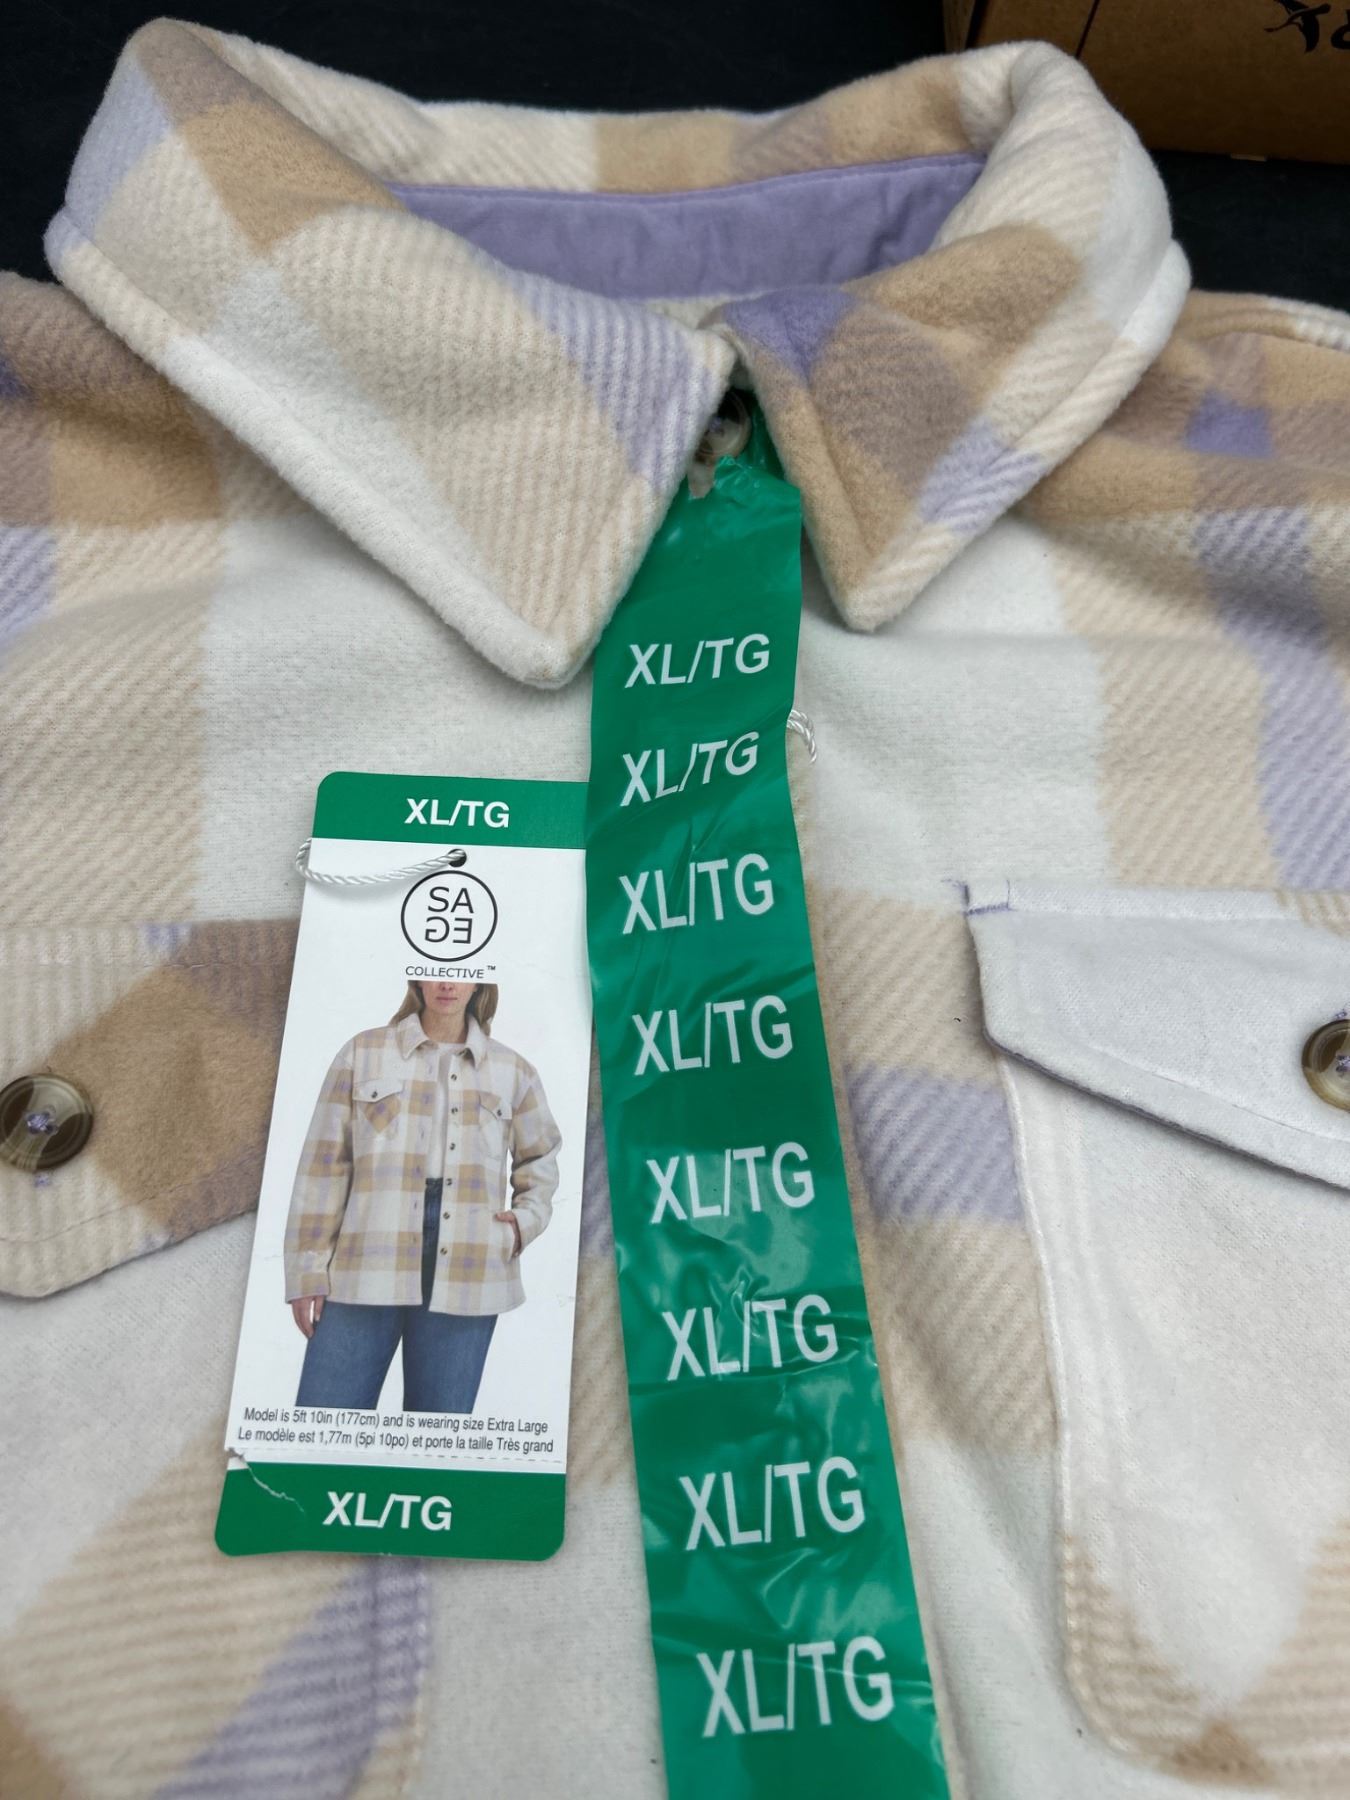 XL/TG
XL/TG
XL/TG
XL/TG
XL/TG
XL/TG
XL/TG
XL/TG
XL/TG
SA
EG
COLLECTIVE™
Model is 5ft 10in (177cm) and is wearing size Extra Large
Le modèle est 1,77m (5pi 10po) et porte la taille Très grand
XL/TG